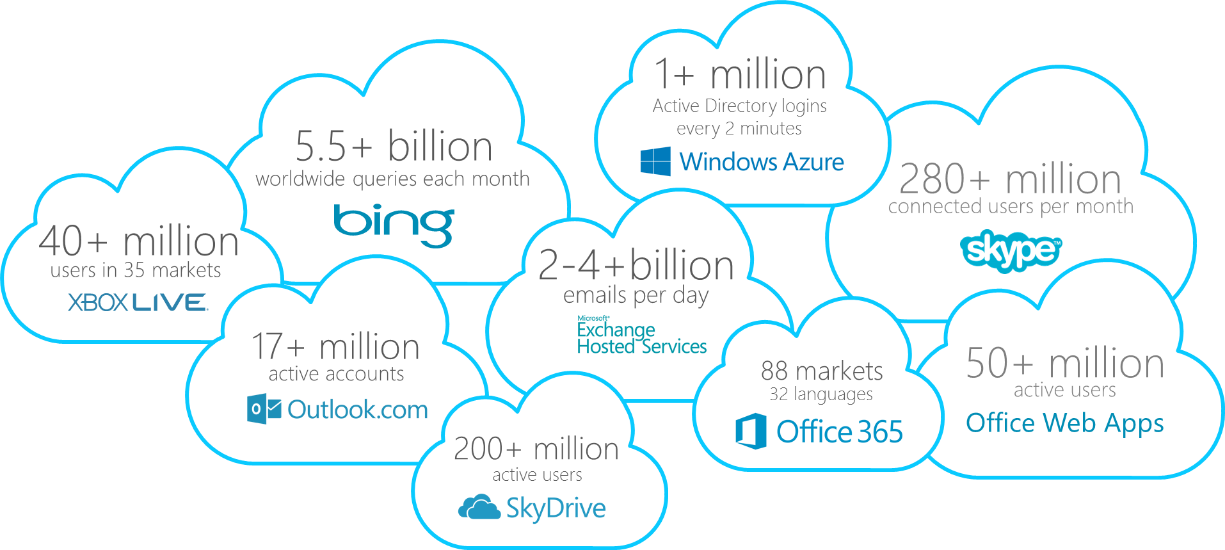 1+ million
Active Directory logins
every 2 minutes
Windows Azure
5.5+ billion
worldwide queries each month
bing
280+ million
connected users per month
skype™
40+ million
users in 35 markets
XBOX LIVE
2-4+billion
emails per day
Microsoft®
Exchange
Hosted Services
17+ million
active accounts
Outlook.com
88 markets
32 languages
Office 365
50+ million
active users
Office Web Apps
200+ million
active users
SkyDrive